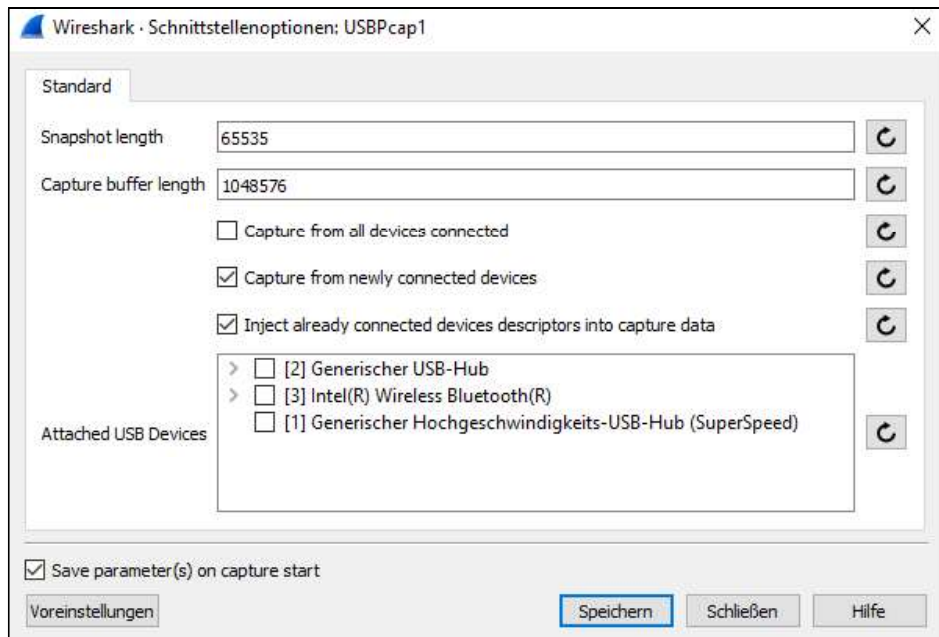 Wireshark · Schnittstellenoptionen: USBPcap1
Standard
Snapshot length 65535
Capture buffer length 1048576
Capture from all devices connected
Capture from newly connected devices
Inject already connected devices descriptors into capture data
[2] Generischer USB-Hub
[3] Intel(R) Wireless Bluetooth(R)
[1] Generischer Hochgeschwindigkeits-USB-Hub (SuperSpeed)
Attached USB Devices
Save parameter(s) on capture start
Voreinstellungen Speichern Schließen Hilfe